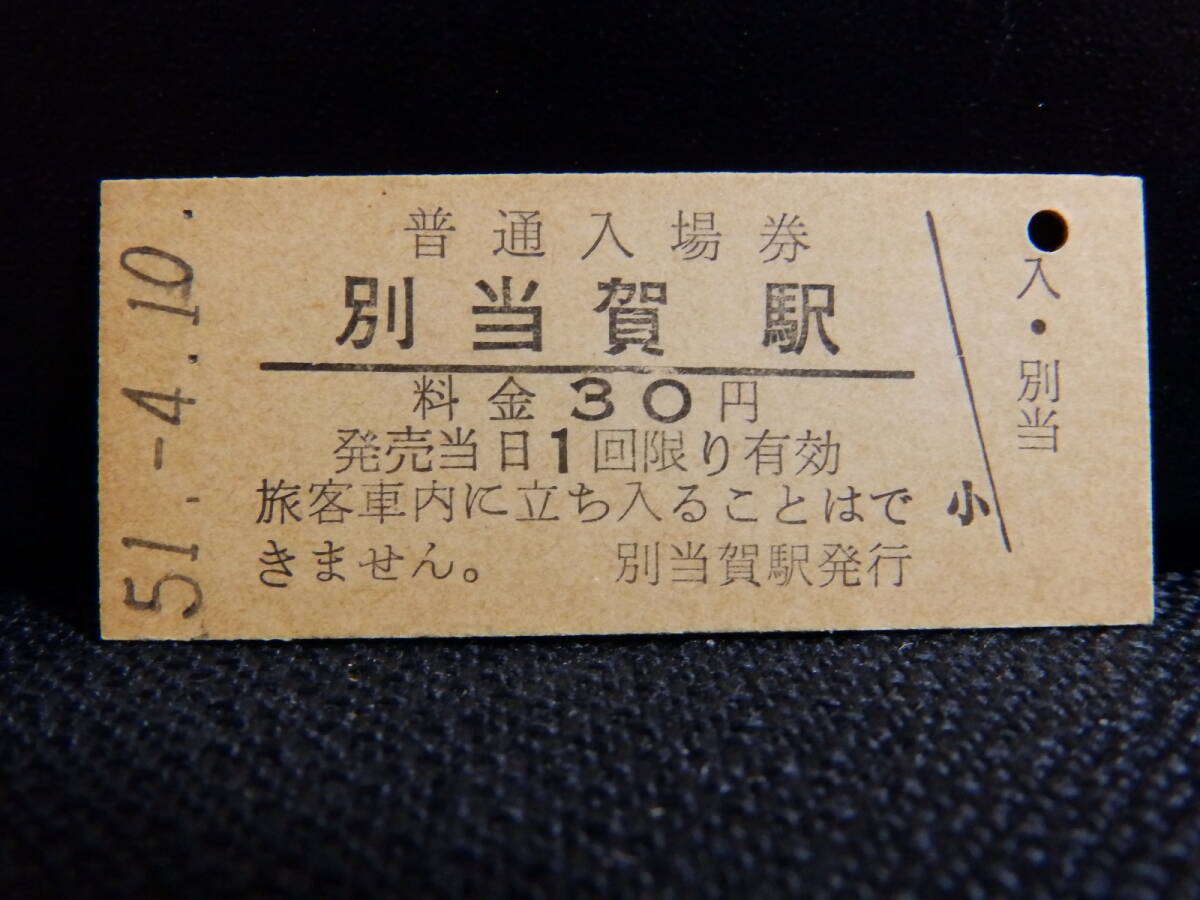 51.-4.10.
普通入場券
別当賀駅
料金30円
発売当日1回限り有効
旅客車内に立ち入ることはで
きません。 別当賀駅発行
小
入・別当